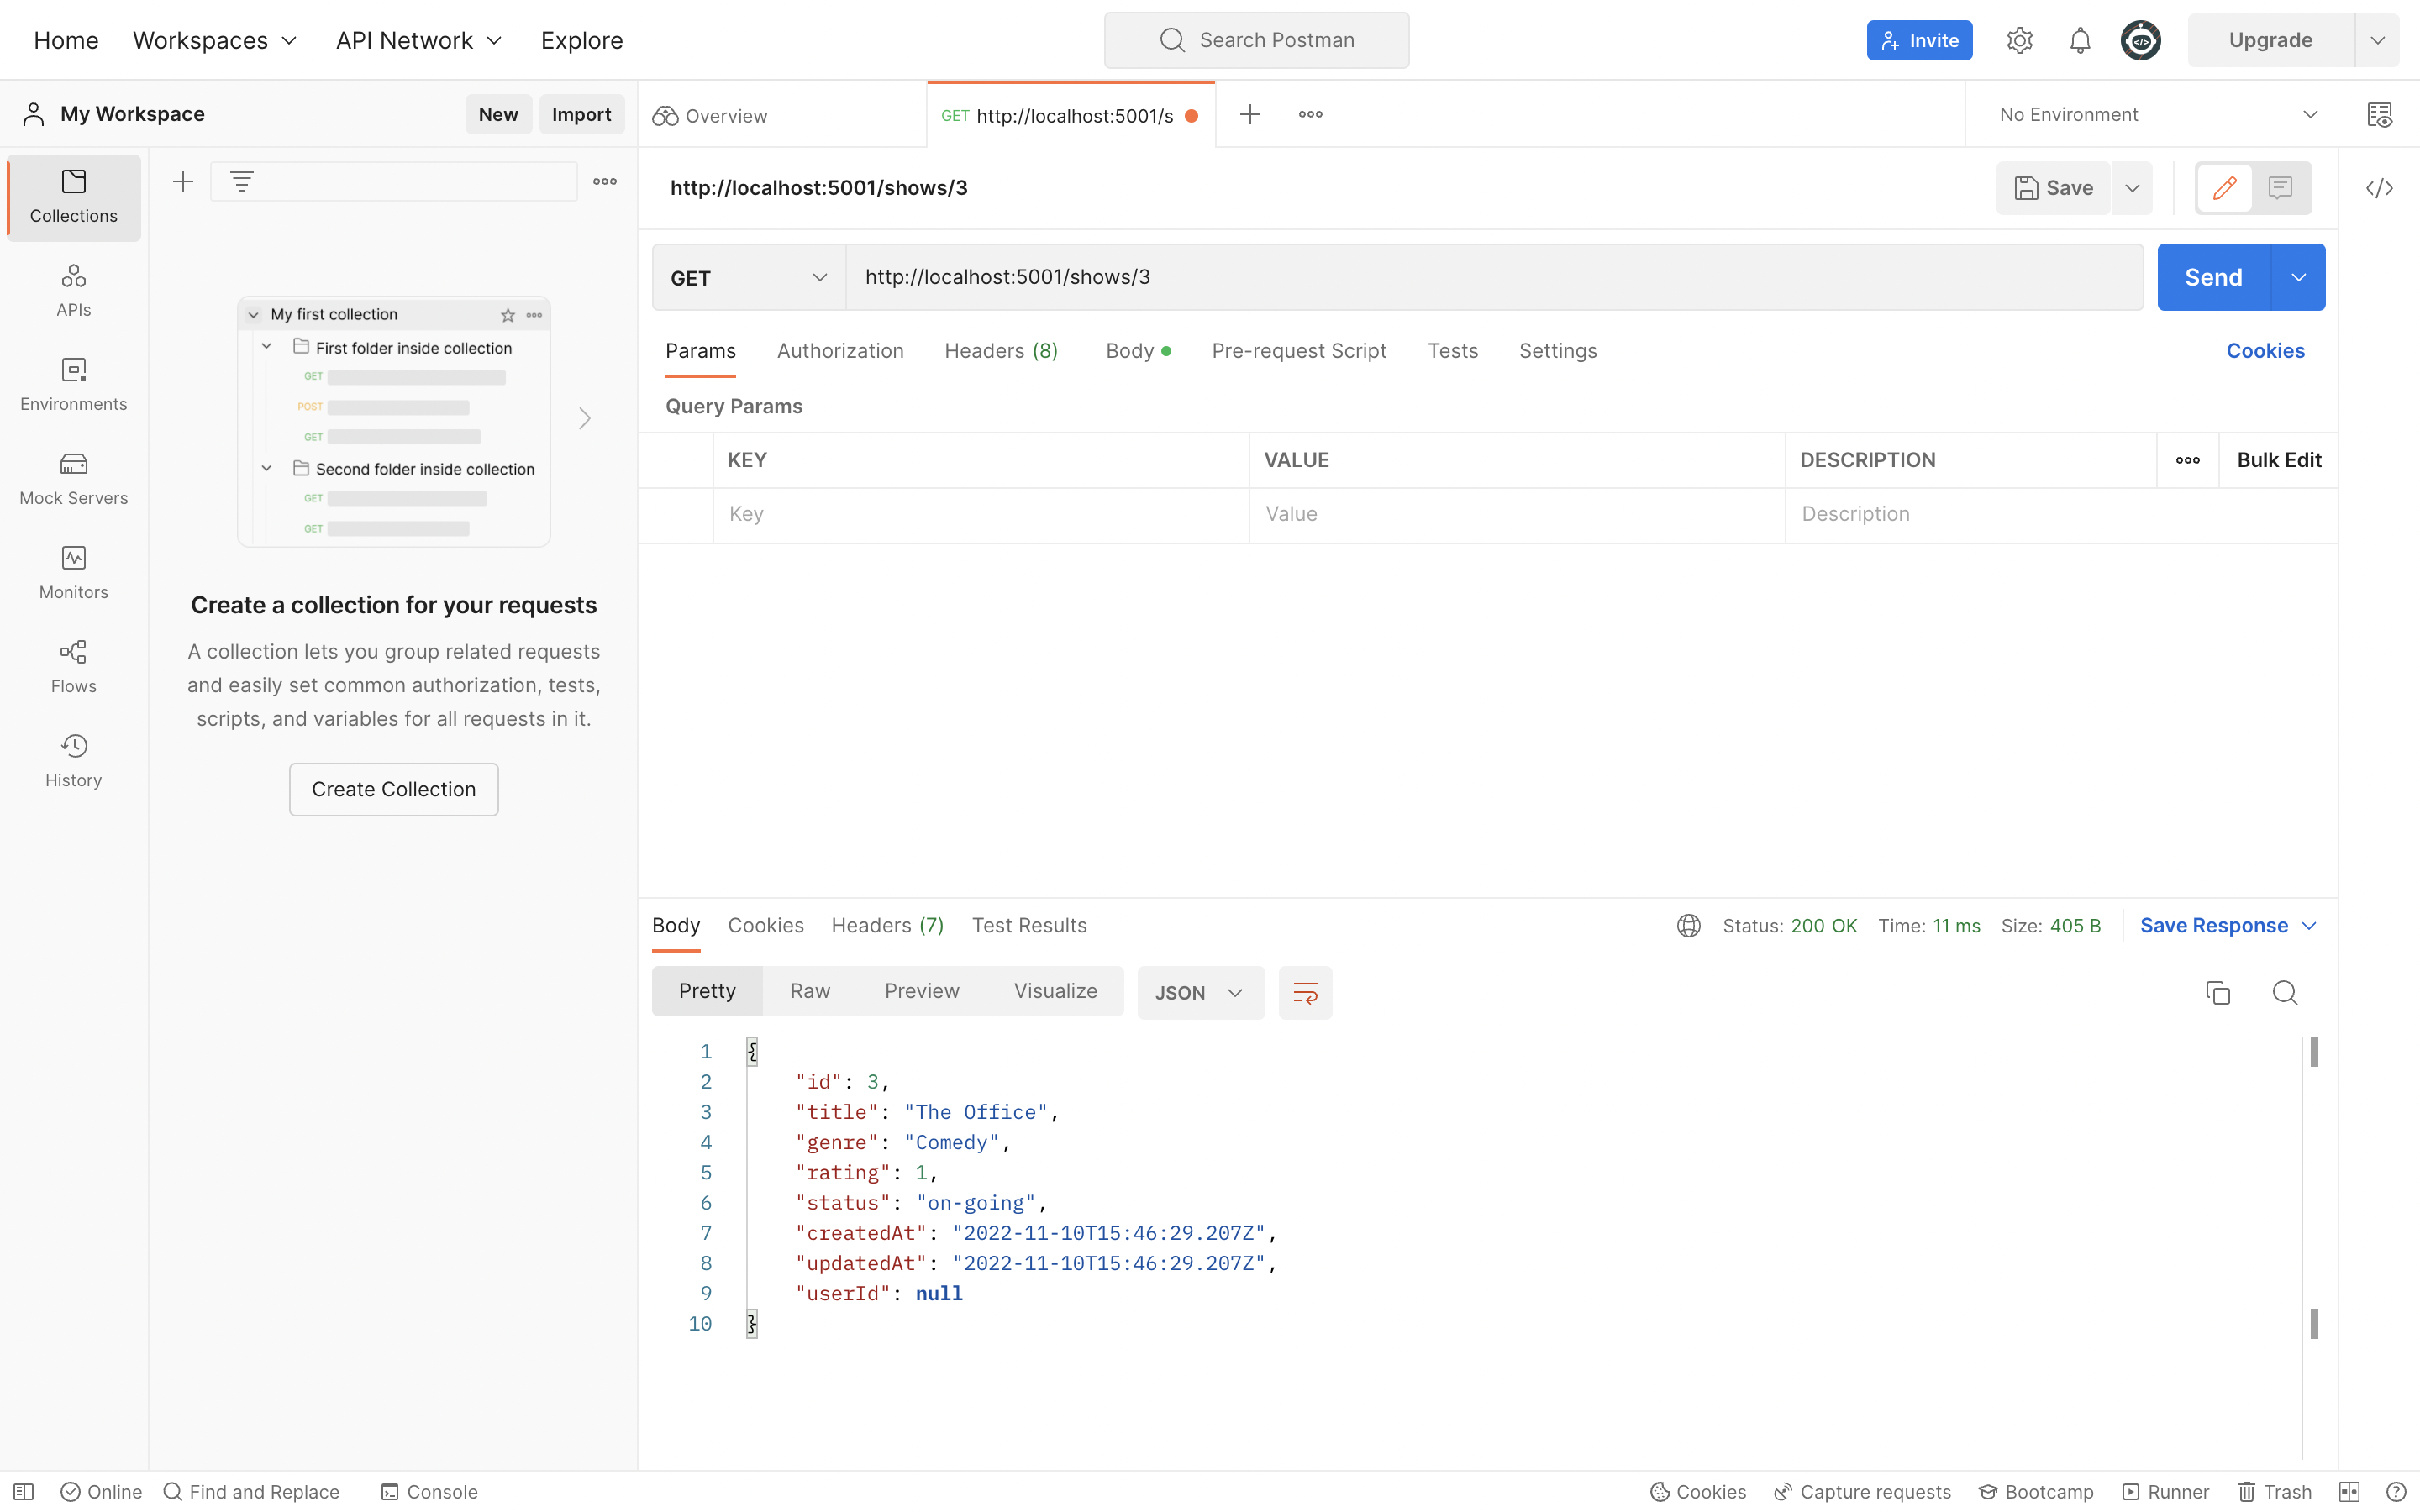 Home Workspaces API Network Explore Search Postman Invite Upgrade
My Workspace New Import Overview GET http://localhost:5001/s No Environment
Collections
APIs
Environments
Mock Servers
Monitors
Flows
History
My first collection
First folder inside collection
GET
POST
GET
Second folder inside collection
GET
GET
Create a collection for your requests
A collection lets you group related requests
and easily set common authorization, tests,
scripts, and variables for all requests in it.
Create Collection
http://localhost:5001/shows/3 Save
GET http://localhost:5001/shows/3 Send
Params Authorization Headers (8) Body Pre-request Script Tests Settings Cookies
Query Params
KEY VALUE DESCRIPTION Bulk Edit
Key Value Description
Body Cookies Headers (7) Test Results Status: 200 OK Time: 11 ms Size: 405 B Save Response
Pretty Raw Preview Visualize JSON
1 {
2 "id": 3,
3 "title": "The Office",
4 "genre": "Comedy",
5 "rating": 1,
6 "status": "on-going",
7 "createdAt": "2022-11-10T15:46:29.207Z",
8 "updatedAt": "2022-11-10T15:46:29.207Z",
9 "userId": null
10 }
Online Find and Replace Console Cookies Capture requests Bootcamp Runner Trash